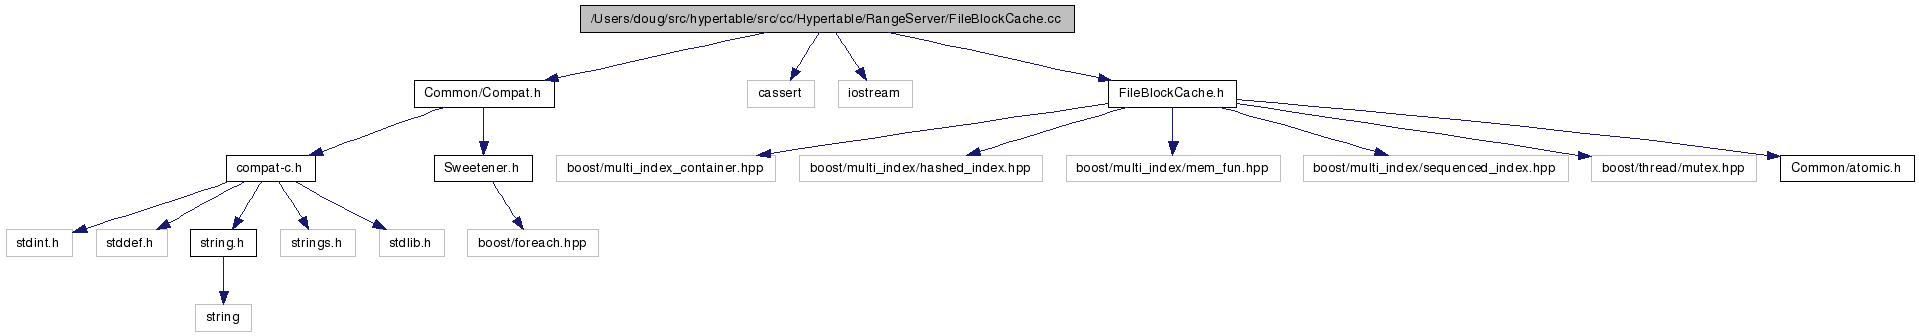 /Users/doug/src/hypertable/src/cc/Hypertable/RangeServer/FileBlockCache.cc
Common/Compat.h
cassert
iostream
FileBlockCache.h
compat-c.h
Sweetener.h
boost/multi_index_container.hpp
boost/multi_index/hashed_index.hpp
boost/multi_index/mem_fun.hpp
boost/multi_index/sequenced_index.hpp
boost/thread/mutex.hpp
Common/atomic.h
stdint.h
stddef.h
string.h
strings.h
stdlib.h
boost/foreach.hpp
string